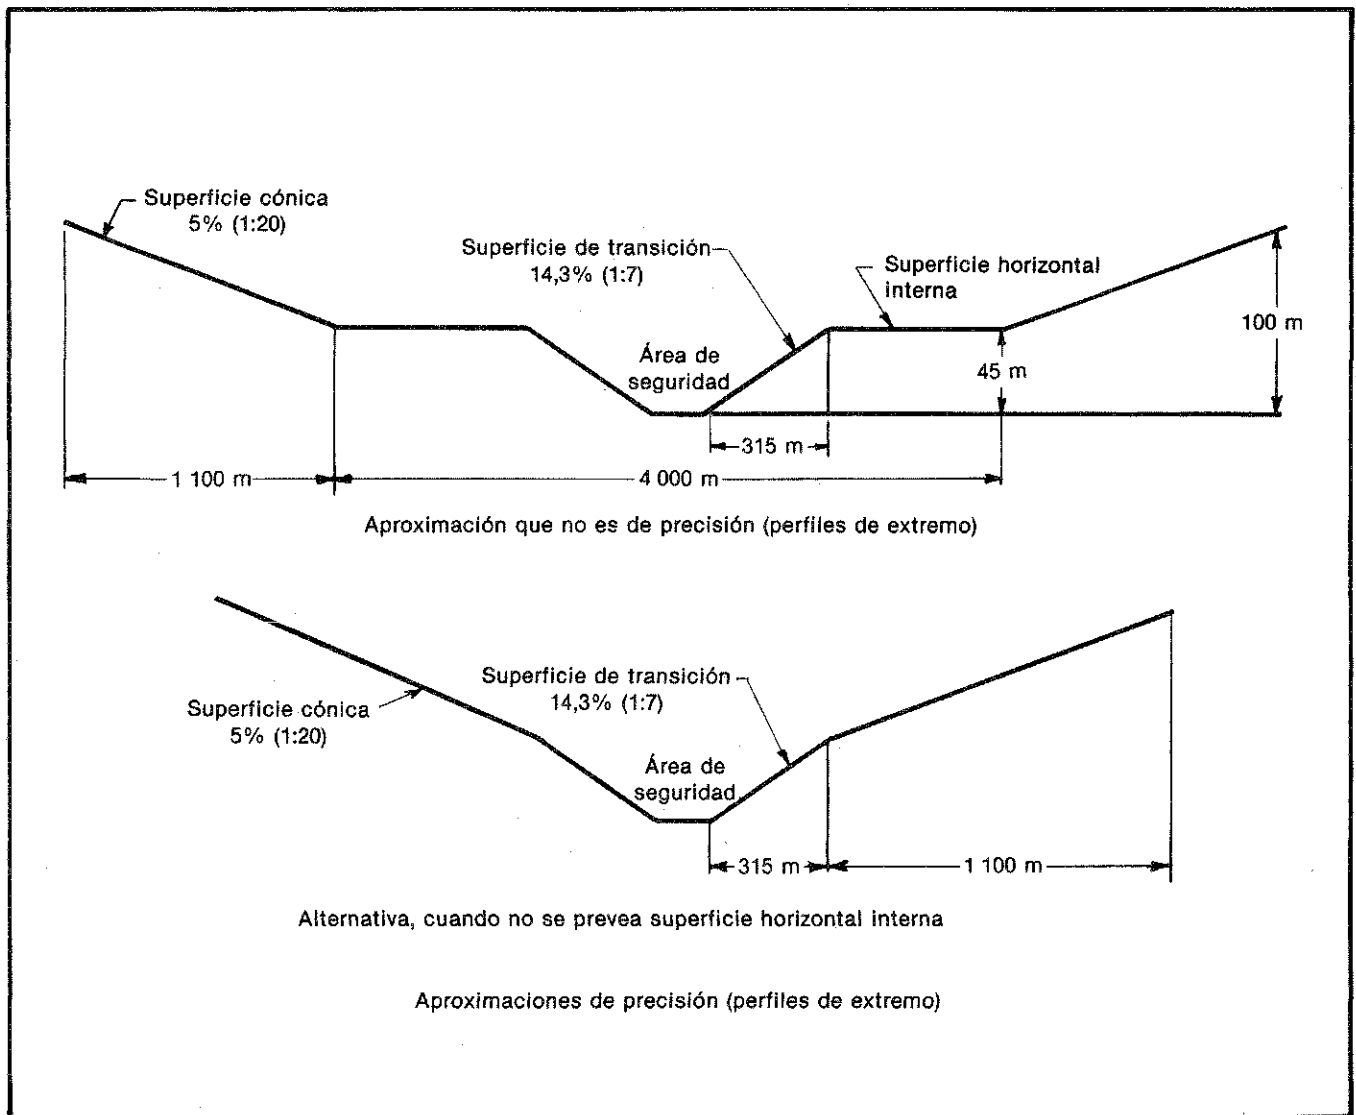 Superficie cónica
5% (1:20)
Superficie de transición
14,3% (1:7)
Superficie horizontal
interna
100 m
Área de
seguridad
45 m
315 m
1 100 m
4 000 m
Aproximación que no es de precisión (perfiles de extremo)
Superficie de transición
14,3% (1:7)
Superficie cónica
5% (1:20)
Área de
seguridad
315 m
1 100 m
Alternativa, cuando no se prevea superficie horizontal interna
Aproximaciones de precisión (perfiles de extremo)